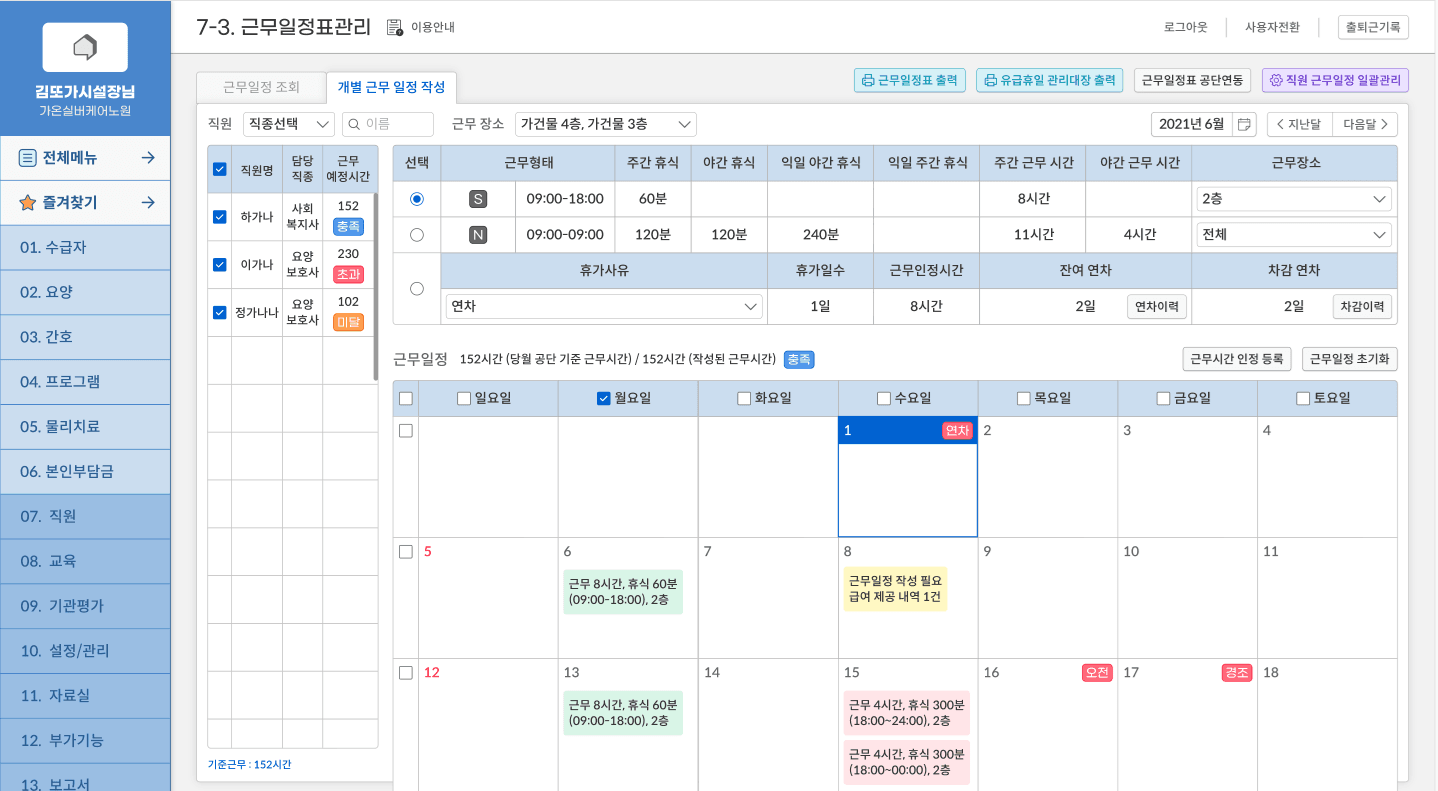 김또가시설장님
가온실버케어노원
전체메뉴
즐겨찾기
01. 수급자
02. 요양
03. 간호
04. 프로그램
05. 물리치료
06. 본인부담금
07. 직원
08. 교육
09. 기관평가
10. 설정/관리
11. 자료실
12. 부가기능
13. 보고서
7-3. 근무일정표관리 이용안내
로그아웃 사용자전환 출퇴근기록
근무일정 조회 개별 근무 일정 작성
근무일정표 출력 유급휴일 관리대장 출력 근무일정표 공단연동 직원 근무일정 일괄관리
직원 직종선택 이름 근무 장소 가건물 4층, 가건물 3층
2021년 6월 지난달 다음달
직원명 담당 직종 근무 예정시간
하가나 사회 복지사 152 충족
이가나 요양 보호사 230 초과
정가나나 요양 보호사 102 미달
기준근무 : 152시간
선택 근무형태 주간 휴식 야간 휴식 익일 야간 휴식 익일 주간 휴식 주간 근무 시간 야간 근무 시간 근무장소
S 09:00-18:00 60분 8시간 2층
N 09:00-09:00 120분 120분 240분 11시간 4시간 전체
휴가사유 휴가일수 근무인정시간 잔여 연차 차감 연차
연차 1일 8시간 2일 연차이력 2일 차감이력
근무일정 152시간 (당월 공단 기준 근무시간) / 152시간 (작성된 근무시간) 충족
근무시간 인정 등록 근무일정 초기화
일요일 월요일 화요일 수요일 목요일 금요일 토요일
1 연차 2 3 4
5 6 7 8 9 10 11
근무 8시간, 휴식 60분
(09:00-18:00), 2층
근무일정 작성 필요
급여 제공 내역 1건
12 13 14 15 16 오전 17 경조 18
근무 8시간, 휴식 60분
(09:00-18:00), 2층
근무 4시간, 휴식 300분
(18:00~24:00), 2층
근무 4시간, 휴식 300분
(18:00~00:00), 2층